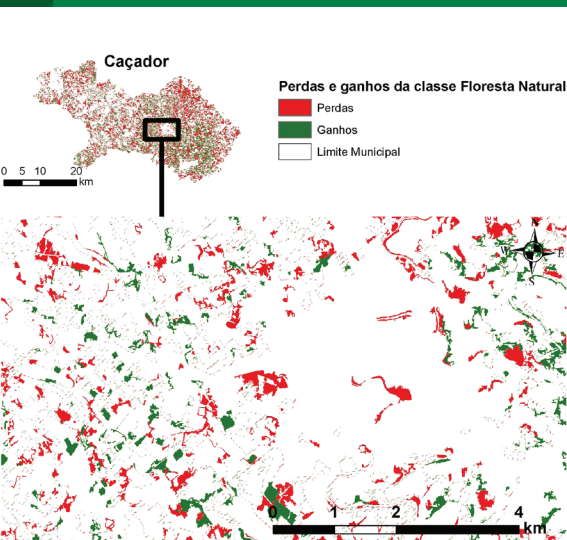 Caçador
Perdas e ganhos da classe Floresta Natural
Perdas
Ganhos
Limite Municipal
0 5 10 20
km
N
W E
S
0 1 2 4
km